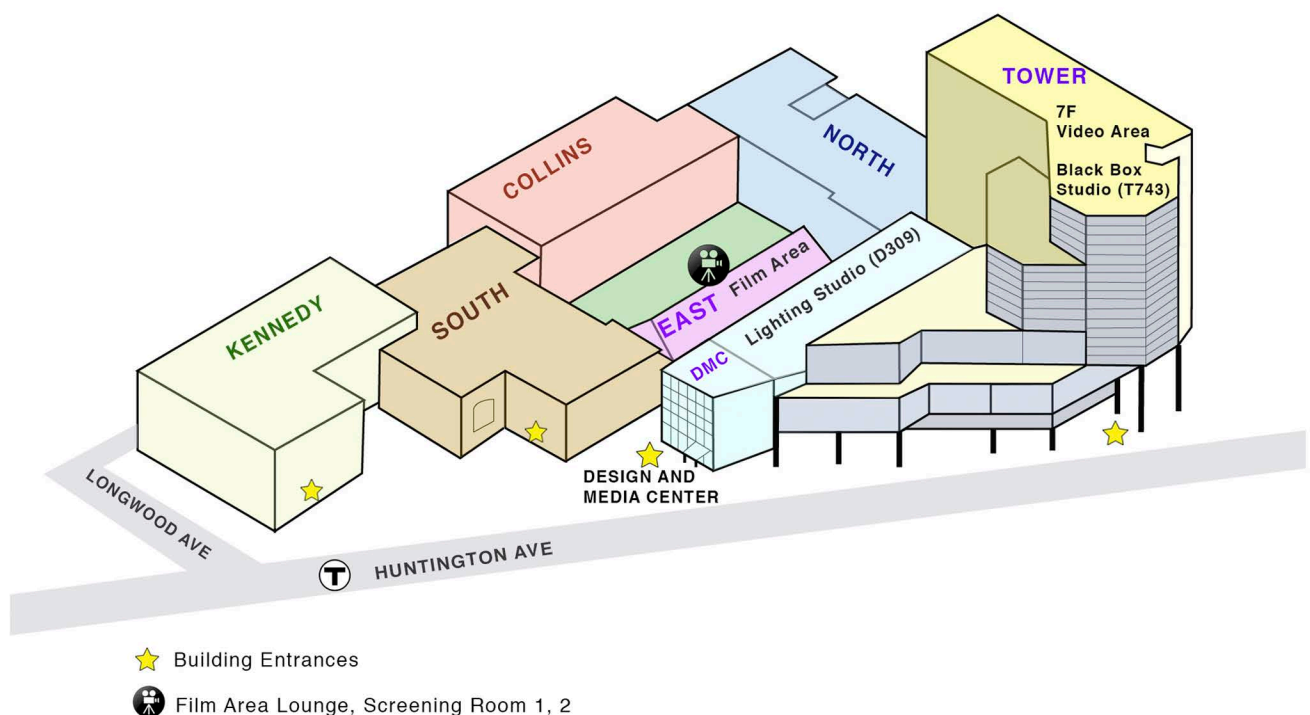 TOWER
7F
Video Area
Black Box
Studio (T743)
NORTH
COLLINS
Film Area
EAST
Lighting Studio (D309)
DMC
SOUTH
KENNEDY
DESIGN AND
MEDIA CENTER
LONGWOOD AVE
T
HUNTINGTON AVE
Building Entrances
Film Area Lounge, Screening Room 1, 2